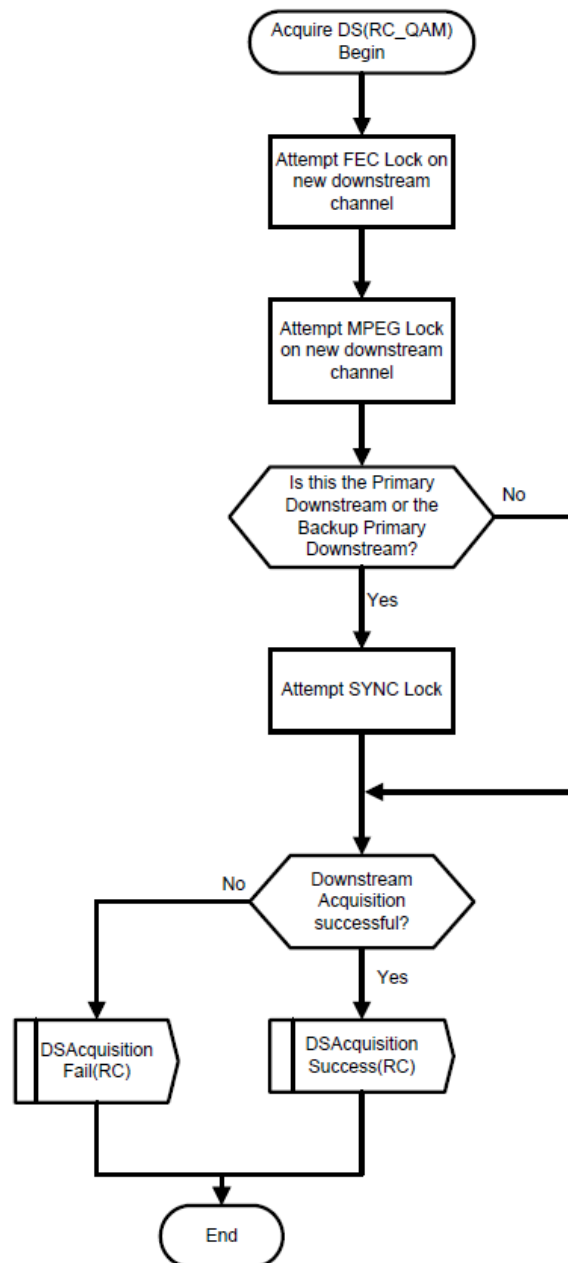 Acquire DS(RC_QAM)
Begin
Attempt FEC Lock on
new downstream
channel
Attempt MPEG Lock
on new downstream
channel
Is this the Primary
Downstream or the
Backup Primary
Downstream?
No
Yes
Attempt SYNC Lock
Downstream
Acquisition
successful?
No
Yes
DSAcquisition
Fail(RC)
DSAcquisition
Success(RC)
End